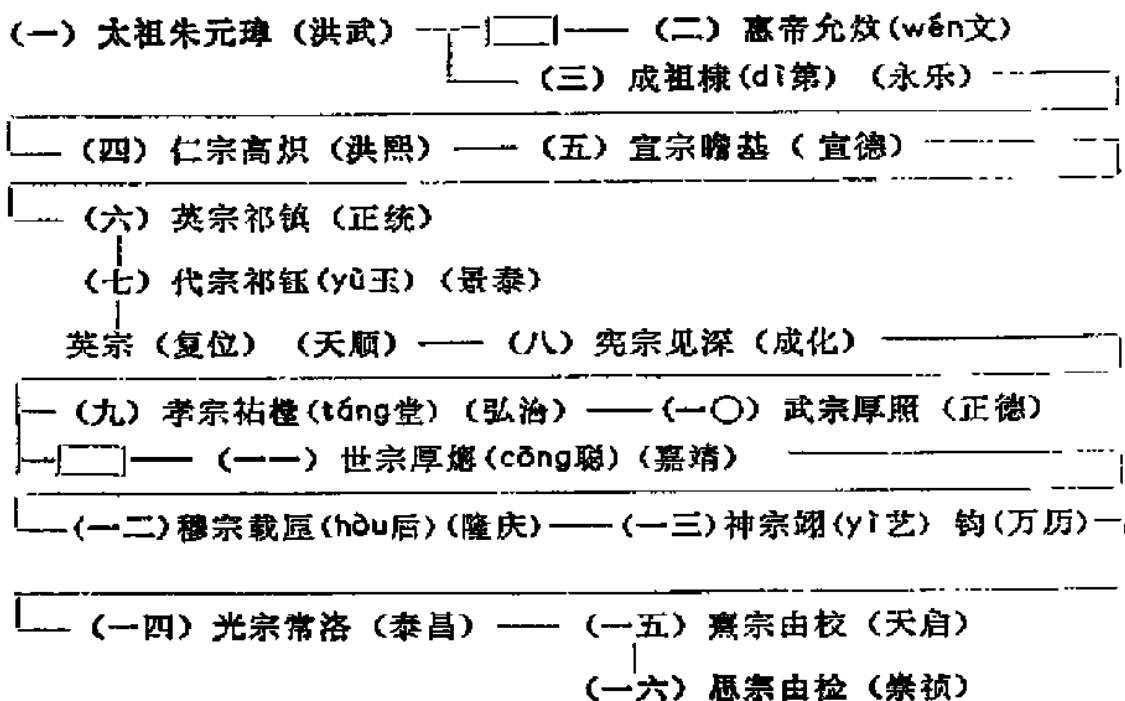 （一）太祖朱元璋（洪武） （二）惠帝允炆(wén文)
（三）成祖棣(dì第)（永乐）
（四）仁宗高炽（洪熙）（五）宣宗瞻基（宣德）
（六）英宗祁镇（正统）
（七）代宗祁钰(yù玉)（景泰）
英宗（复位）（天顺）（八）宪宗见深（成化）
（九）孝宗祐樘(táng堂)（弘治）（一〇）武宗厚照（正德）
（一一）世宗厚熜(cōng聪)（嘉靖）
（一二）穆宗载垕(hòu后)(隆庆)（一三）神宗翊(yì艺)钧(万历)
（一四）光宗常洛（泰昌）（一五）熹宗由校（天启）
（一六）思宗由检（崇祯）